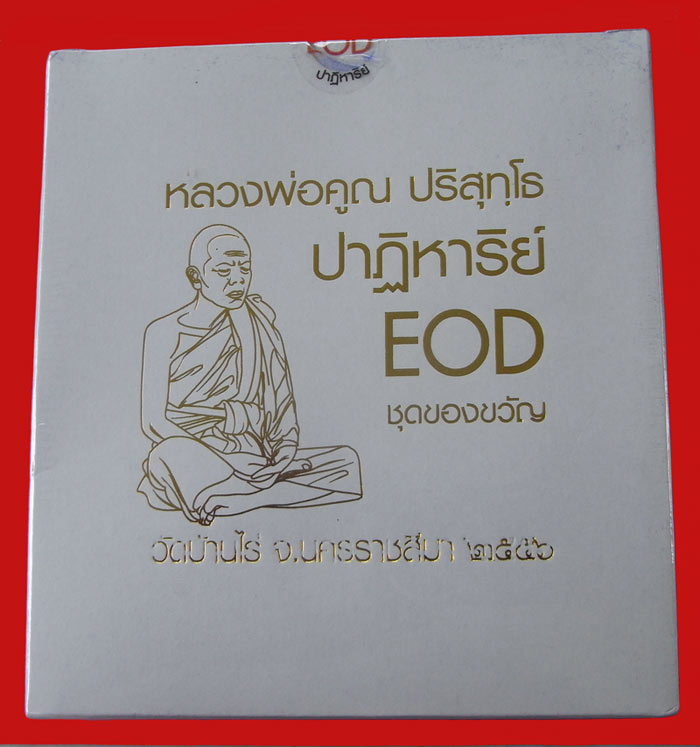 EOD
ปาฏิหาริย์
หลวงพ่อคูณ ปริสุทฺโธ
ปาฏิหาริย์
EOD
ชุดของขวัญ
วัดบ้านไร่ จ.นครราชสีมา ๒๕๕๖